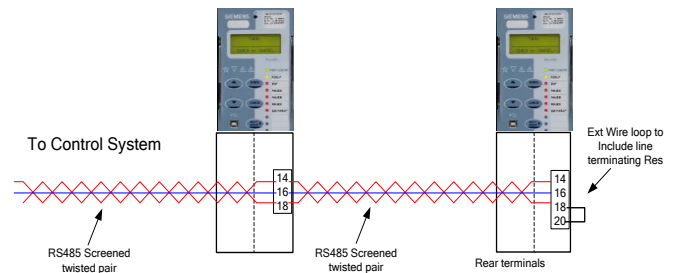 SIEMENS
SIEMENS
To Control System
Ext Wire loop to
Include line
terminating Res
14
16
18
14
16
18
20
RS485 Screened
twisted pair
RS485 Screened
twisted pair
Rear terminals